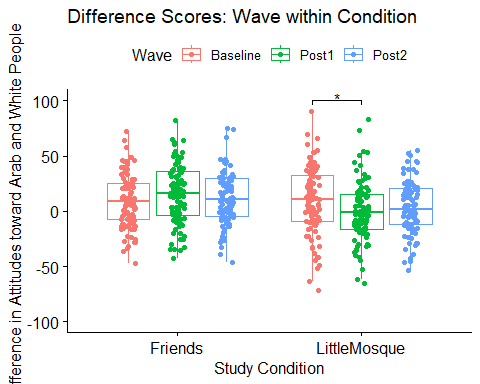 Difference Scores: Wave within Condition
Wave Baseline Post1 Post2
fference in Attitudes toward Arab and White People
100
50
0
-50
-100
*
Friends LittleMosque
Study Condition